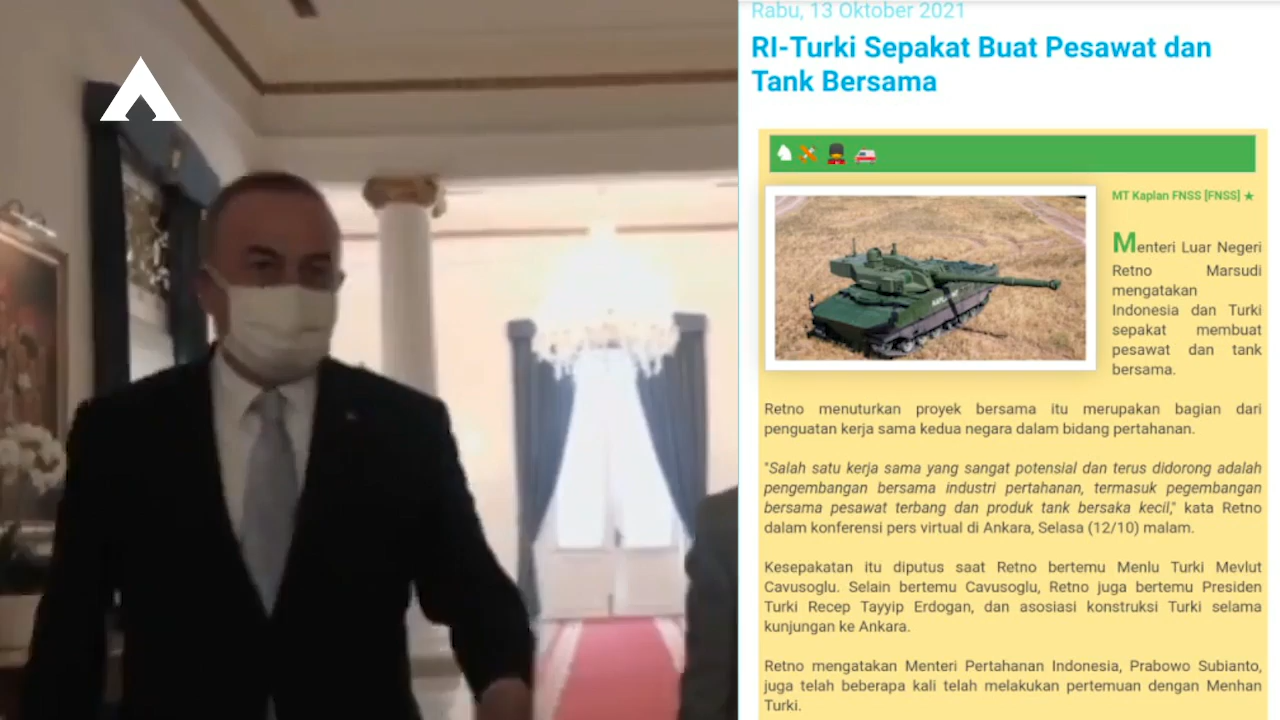 Rabu, 13 Oktober 2021
RI-Turki Sepakat Buat Pesawat dan
Tank Bersama
MT Kaplan FNSS [FNSS] ★
Menteri Luar Negeri
Retno Marsudi
mengatakan
Indonesia dan Turki
sepakat membuat
pesawat dan tank
bersama.
Retno menuturkan proyek bersama itu merupakan bagian dari
penguatan kerja sama kedua negara dalam bidang pertahanan.
"Salah satu kerja sama yang sangat potensial dan terus didorong adalah
pengembangan bersama industri pertahanan, termasuk pegembangan
bersama pesawat terbang dan produk tank bersaka kecil," kata Retno
dalam konferensi pers virtual di Ankara, Selasa (12/10) malam.
Kesepakatan itu diputus saat Retno bertemu Menlu Turki Mevlut
Cavusoglu. Selain bertemu Cavusoglu, Retno juga bertemu Presiden
Turki Recep Tayyip Erdogan, dan asosiasi konstruksi Turki selama
kunjungan ke Ankara.
Retno mengatakan Menteri Pertahanan Indonesia, Prabowo Subianto,
juga telah beberapa kali telah melakukan pertemuan dengan Menhan
Turki.